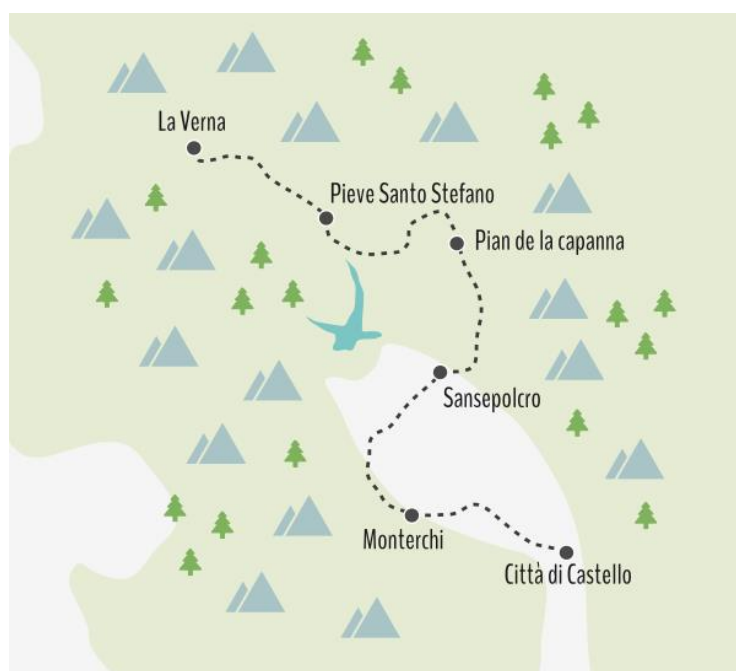 La Verna
Pieve Santo Stefano
Pian de la capanna
Sansepolcro
Monterchi
Città di Castello